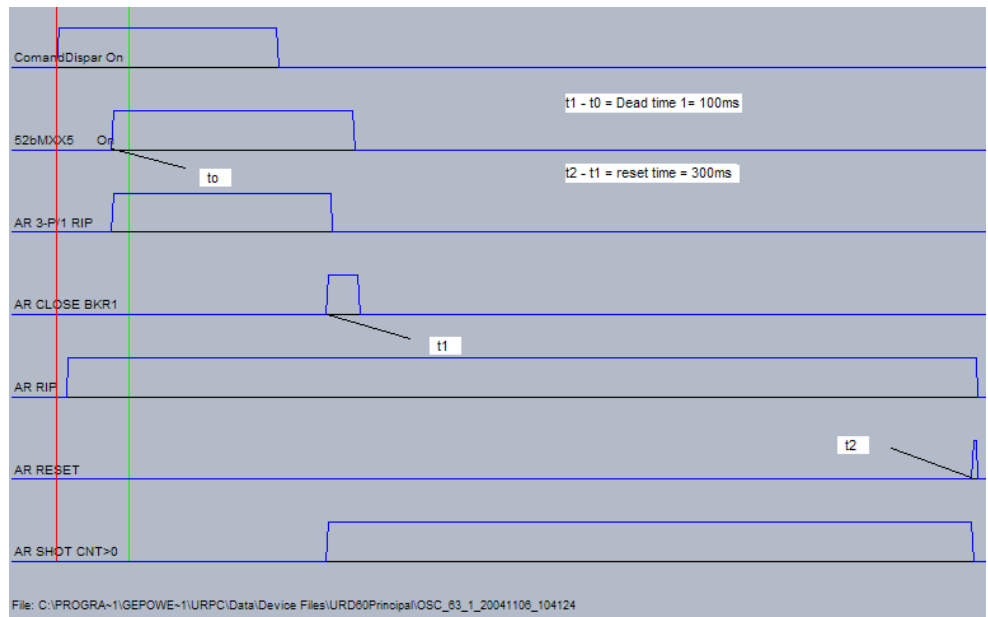 ComandDispar On
t1 - t0 = Dead time 1= 100ms
52bMXX5 On
t2 - t1 = reset time = 300ms
to
AR 3-P/1 RIP
AR CLOSE BKR1
t1
AR RIP
t2
AR RESET
AR SHOT CNT>0
File: C:\PROGRA~1\GEPOWE~1\URPC\Data\Device Files\URD60Principal\OSC_63_1_20041106_104124